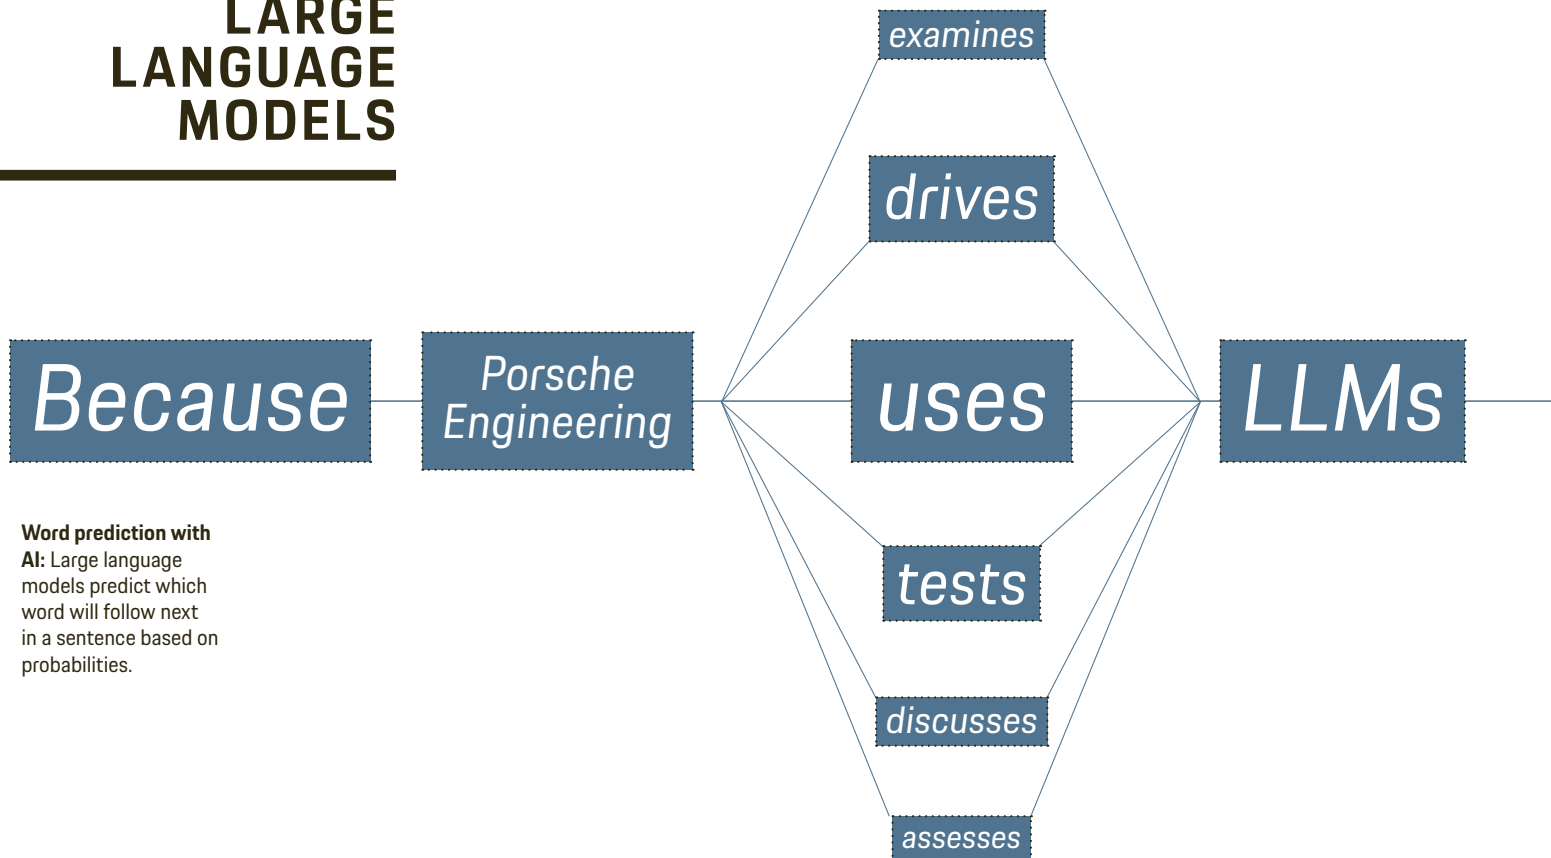 LARGE
LANGUAGE
MODELS
examines
drives
Because
Porsche
Engineering
uses
LLMs
tests
discusses
assesses
Word prediction with
AI: Large language
models predict which
word will follow next
in a sentence based on
probabilities.